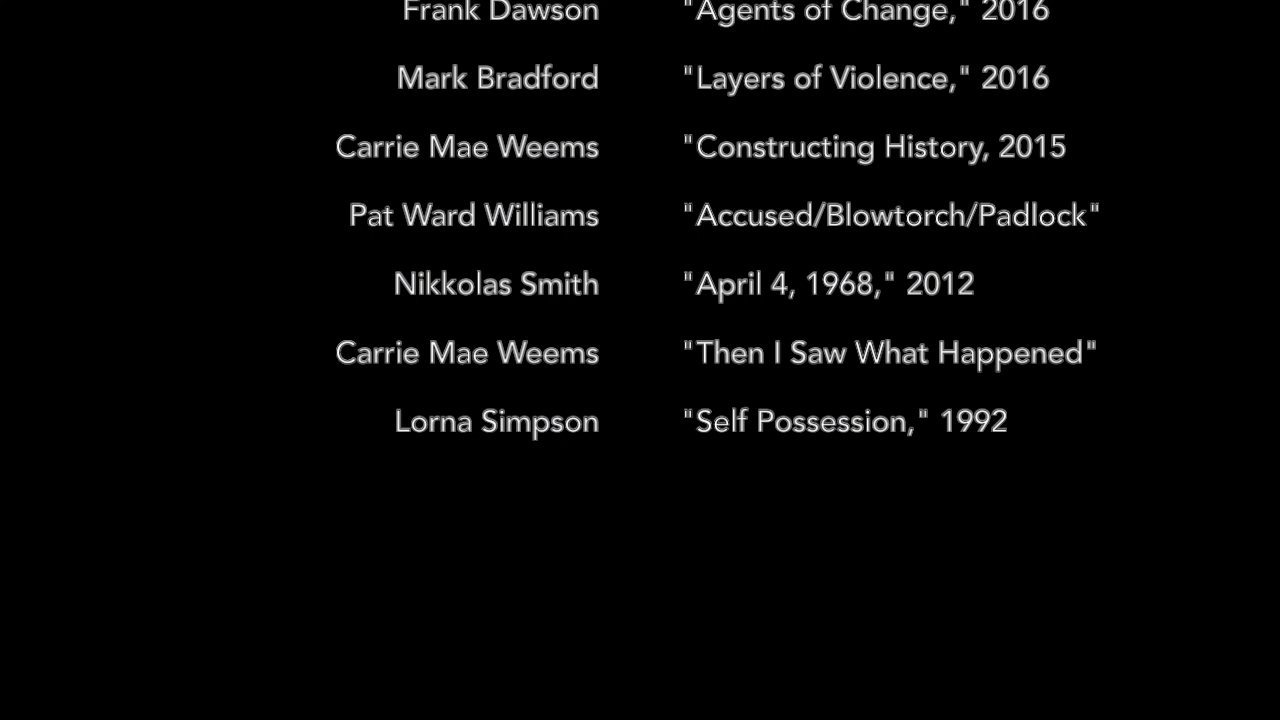 Frank Dawson "Agents of Change," 2016
Mark Bradford "Layers of Violence," 2016
Carrie Mae Weems "Constructing History, 2015
Pat Ward Williams "Accused/Blowtorch/Padlock"
Nikkolas Smith "April 4, 1968," 2012
Carrie Mae Weems "Then I Saw What Happened"
Lorna Simpson "Self Possession," 1992